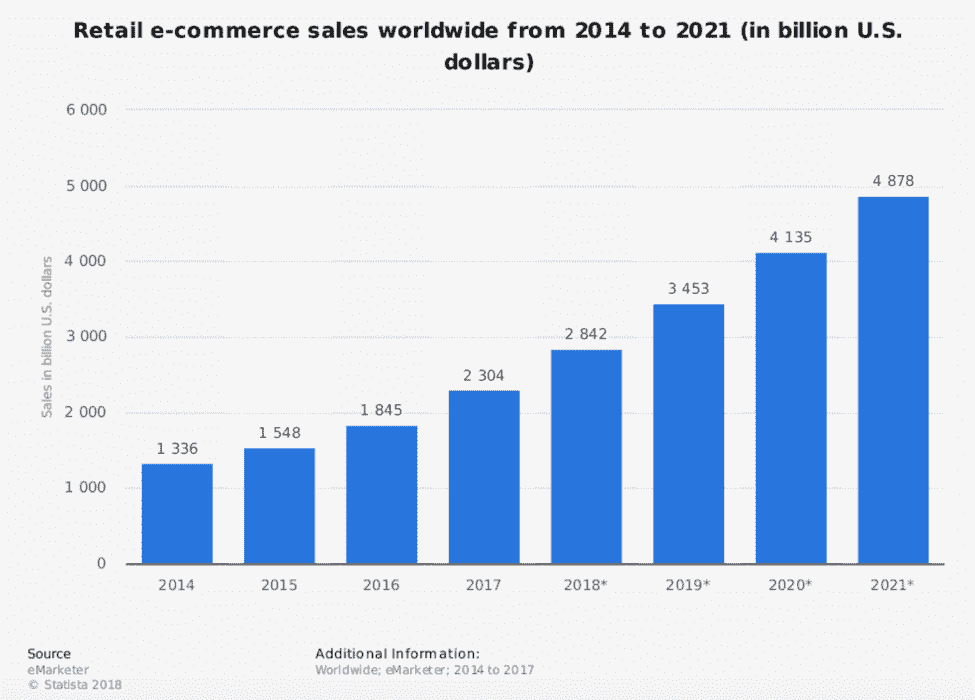 Retail e-commerce sales worldwide from 2014 to 2021 (in billion U.S.
dollars)
6 000
5 000
4 000
3 000
2 000
1 000
0
Sales in billion U.S. dollars
1 336
1 548
1 845
2 304
2 842
3 453
4 135
4 878
2014
2015
2016
2017
2018*
2019*
2020*
2021*
Source
eMarketer
© Statista 2018
Additional Information:
Worldwide; eMarketer; 2014 to 2017